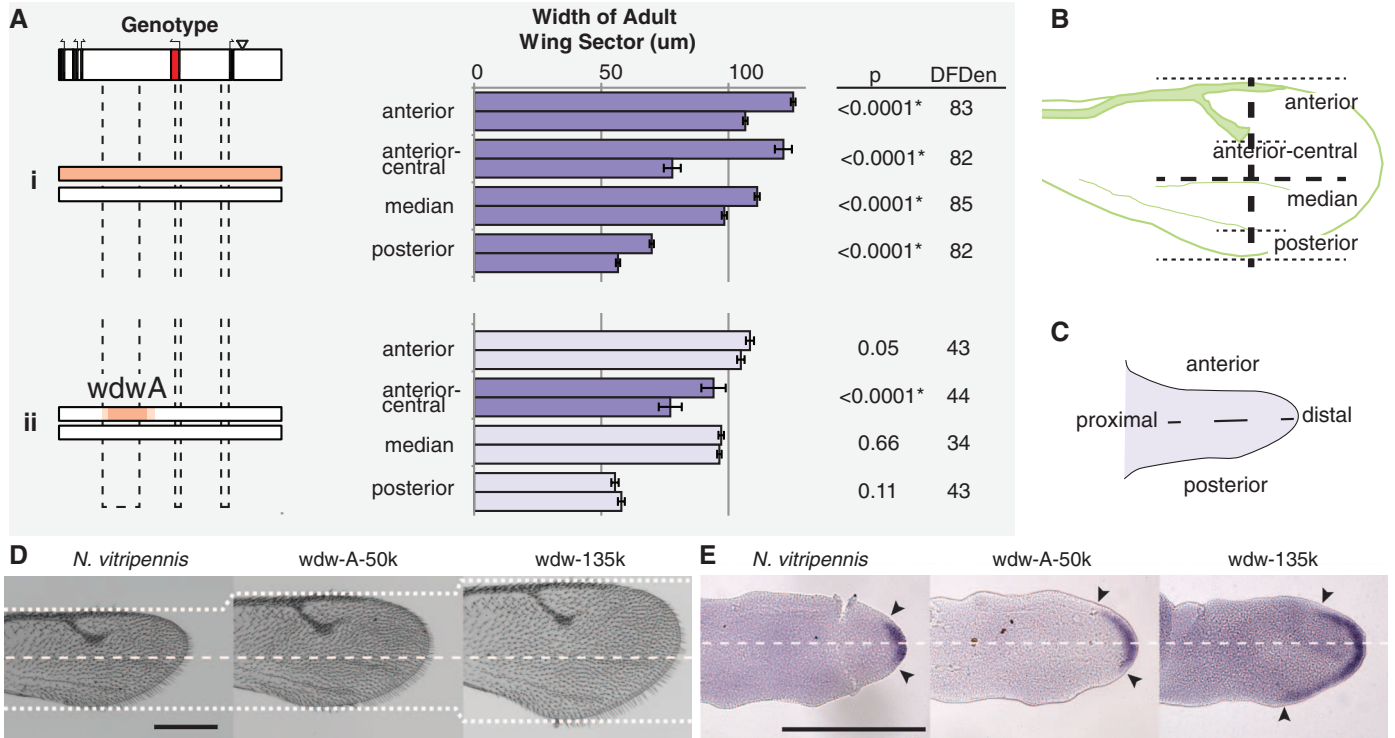 A
Genotype
Width of Adult
Wing Sector (um)
0 50 100
p DFDen
i
anterior <0.0001* 83
anterior-
central <0.0001* 82
median <0.0001* 85
posterior <0.0001* 82
ii
wdwA
anterior 0.05 43
anterior-
central <0.0001* 44
median 0.66 34
posterior 0.11 43
B
anterior
anterior-central
median
posterior
C
anterior
proximal distal
posterior
D
N. vitripennis wdw-A-50k wdw-135k
E
N. vitripennis wdw-A-50k wdw-135k